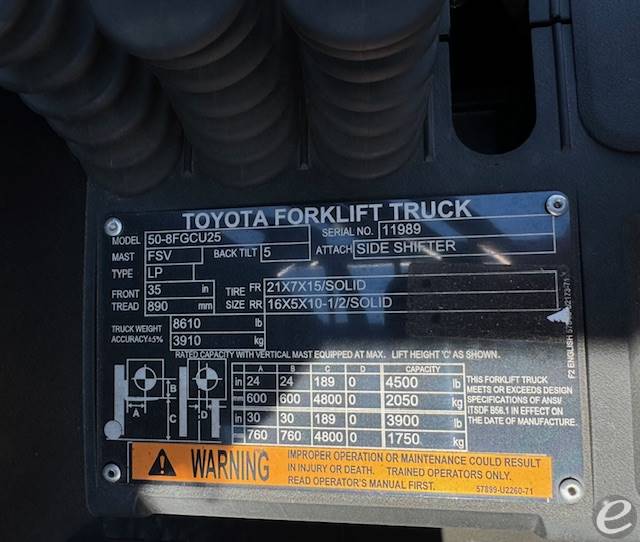 TOYOTA FORKLIFT TRUCK
MODEL 50-8FGCU25 SERIAL NO. 11989
MAST FSV BACK TILT 5 ATTACH SIDE SHIFTER
TYPE LP
FRONT 35 in TIRE FR 21X7X15/SOLID
TREAD 890 mm SIZE RR 16X5X10-1/2/SOLID
TRUCK WEIGHT 8610 lb
ACCURACY±5% 3910 kg
RATED CAPACITY WITH VERTICAL MAST EQUIPPED AT MAX. LIFT HEIGHT 'C' AS SHOWN.
A B C D CAPACITY
in 24 24 189 0 4500 lb
mm 600 600 4800 0 2050 kg
in 30 30 189 0 3900 lb
mm 760 760 4800 0 1750 kg
THIS FORKLIFT TRUCK
MEETS OR EXCEEDS DESIGN
SPECIFICATIONS OF ANSI/
ITSDF B56.1 IN EFFECT ON
THE DATE OF MANUFACTURE.
B
A
C
D
WARNING
IMPROPER OPERATION OR MAINTENANCE COULD RESULT
IN INJURY OR DEATH. TRAINED OPERATORS ONLY.
READ OPERATOR'S MANUAL FIRST. 57899-U2260-71
F2 ENGLISH
e